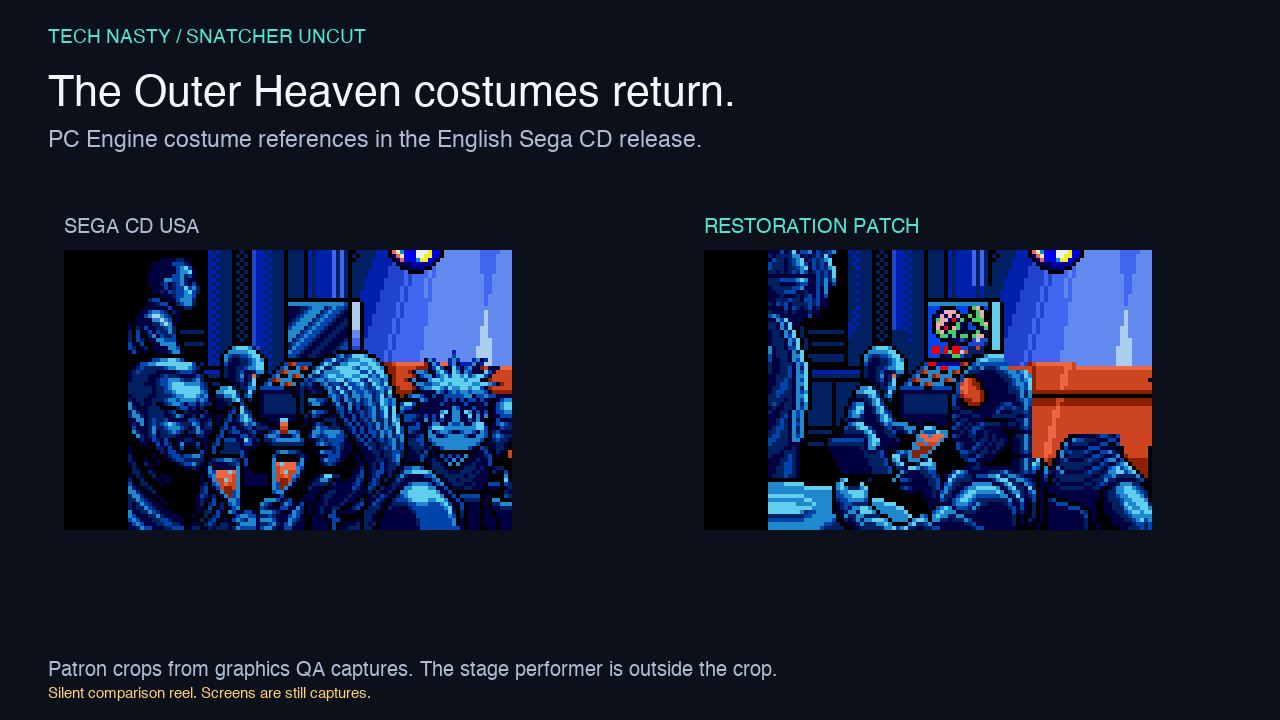 TECH NASTY / SNATCHER UNCUT
The Outer Heaven costumes return.
PC Engine costume references in the English Sega CD release.
SEGA CD USA
RESTORATION PATCH
Patron crops from graphics QA captures. The stage performer is outside the crop.
Silent comparison reel. Screens are still captures.